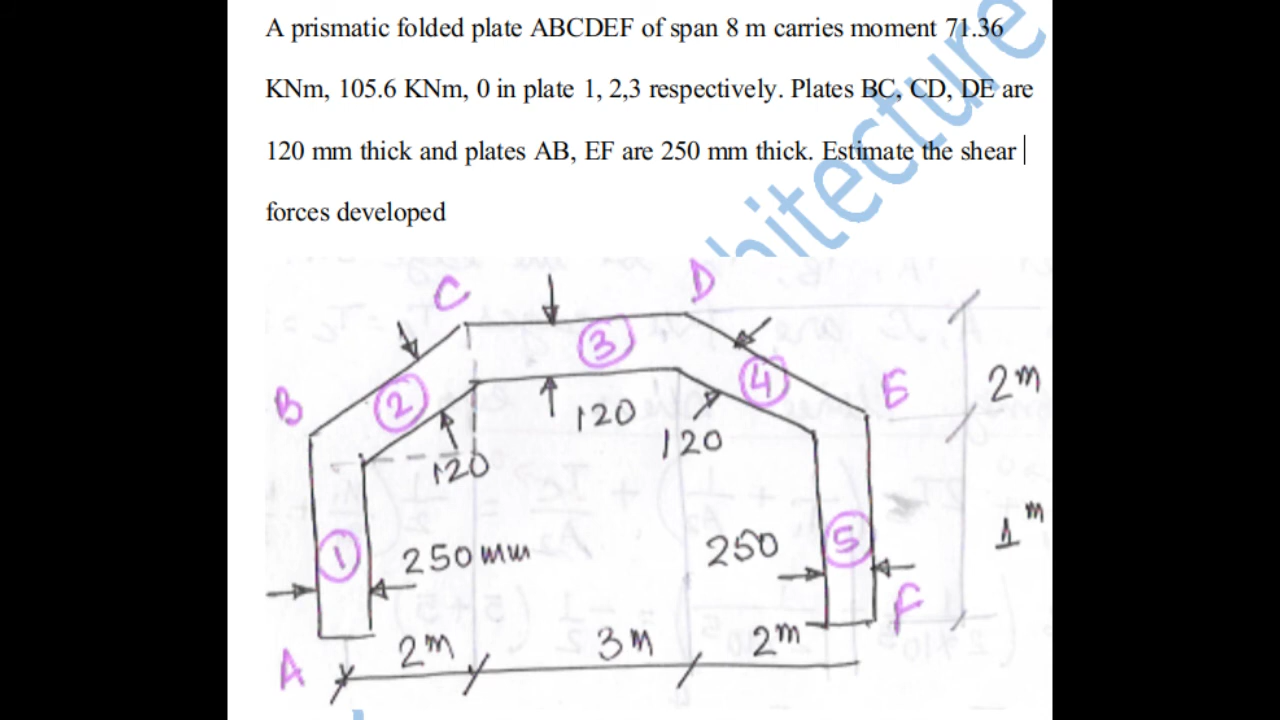 A prismatic folded plate ABCDEF of span 8 m carries moment 71.36
KNm, 105.6 KNm, 0 in plate 1, 2,3 respectively. Plates BC, CD, DE are
120 mm thick and plates AB, EF are 250 mm thick. Estimate the shear
forces developed
hitecture
C
D
3
2
4
B
E
2m
120
120
120
1
250 mm
250
5
1m
F
A
2m
3m
2m